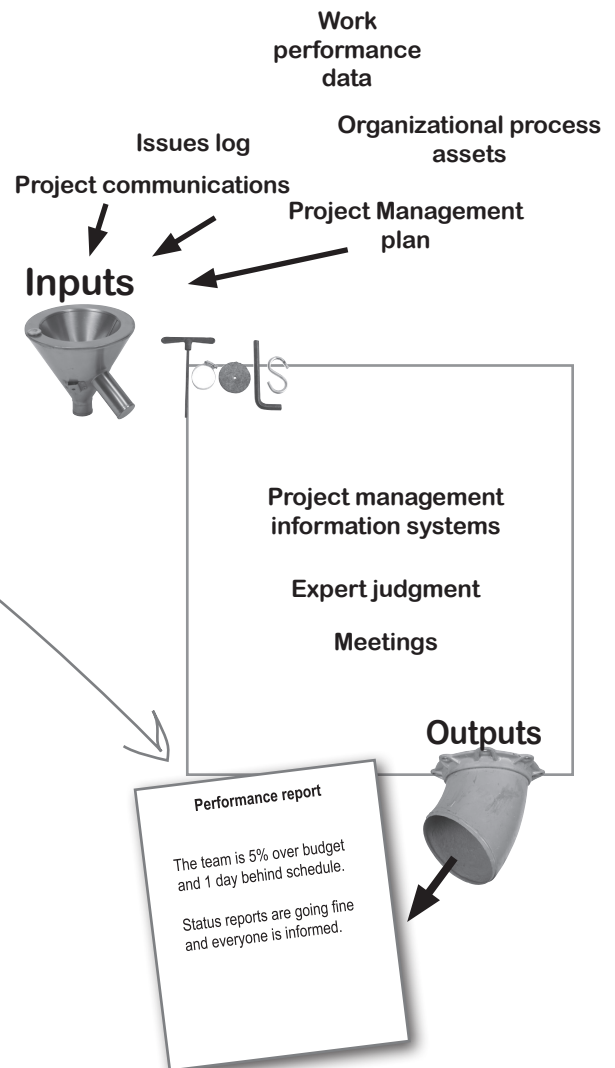 Work
performance
data
Organizational process
assets
Issues log
Project communications
Project Management
plan
Inputs
Tools
Project management
information systems
Expert judgment
Meetings
Outputs
Performance report
The team is 5% over budget
and 1 day behind schedule.
Status reports are going fine
and everyone is informed.